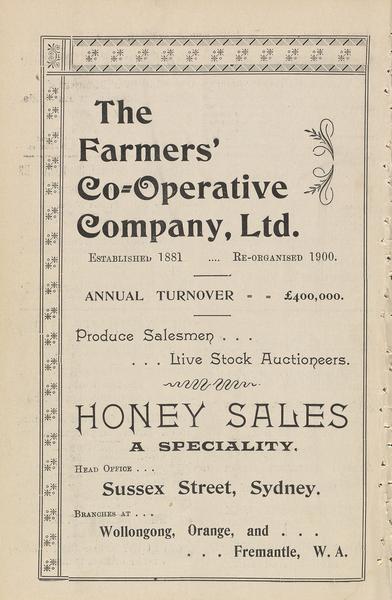 The
Farmers'
Co-Operative
Company, Ltd.
Established 1881 .... Re-organised 1900.
ANNUAL TURNOVER - - £400,000.
Produce Salesmen . . .
. . . Live Stock Auctioneers.
HONEY SALES
A SPECIALITY.
Head Office . . .
Sussex Street, Sydney.
Branches at . . .
Wollongong, Orange, and . . .
. . . Fremantle, W. A.